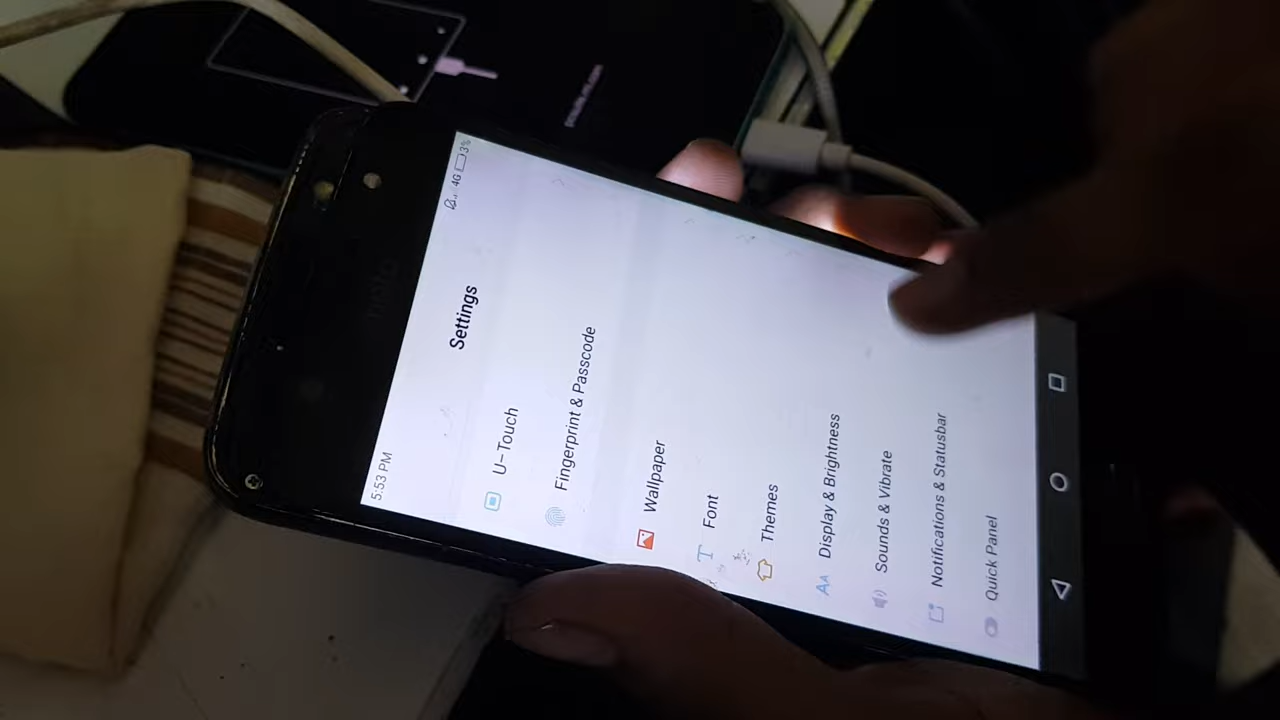 5:53 PM
4G 3%
Settings
U-Touch
Fingerprint & Passcode
Wallpaper
Font
Themes
Display & Brightness
Sounds & Vibrate
Notifications & Statusbar
Quick Panel